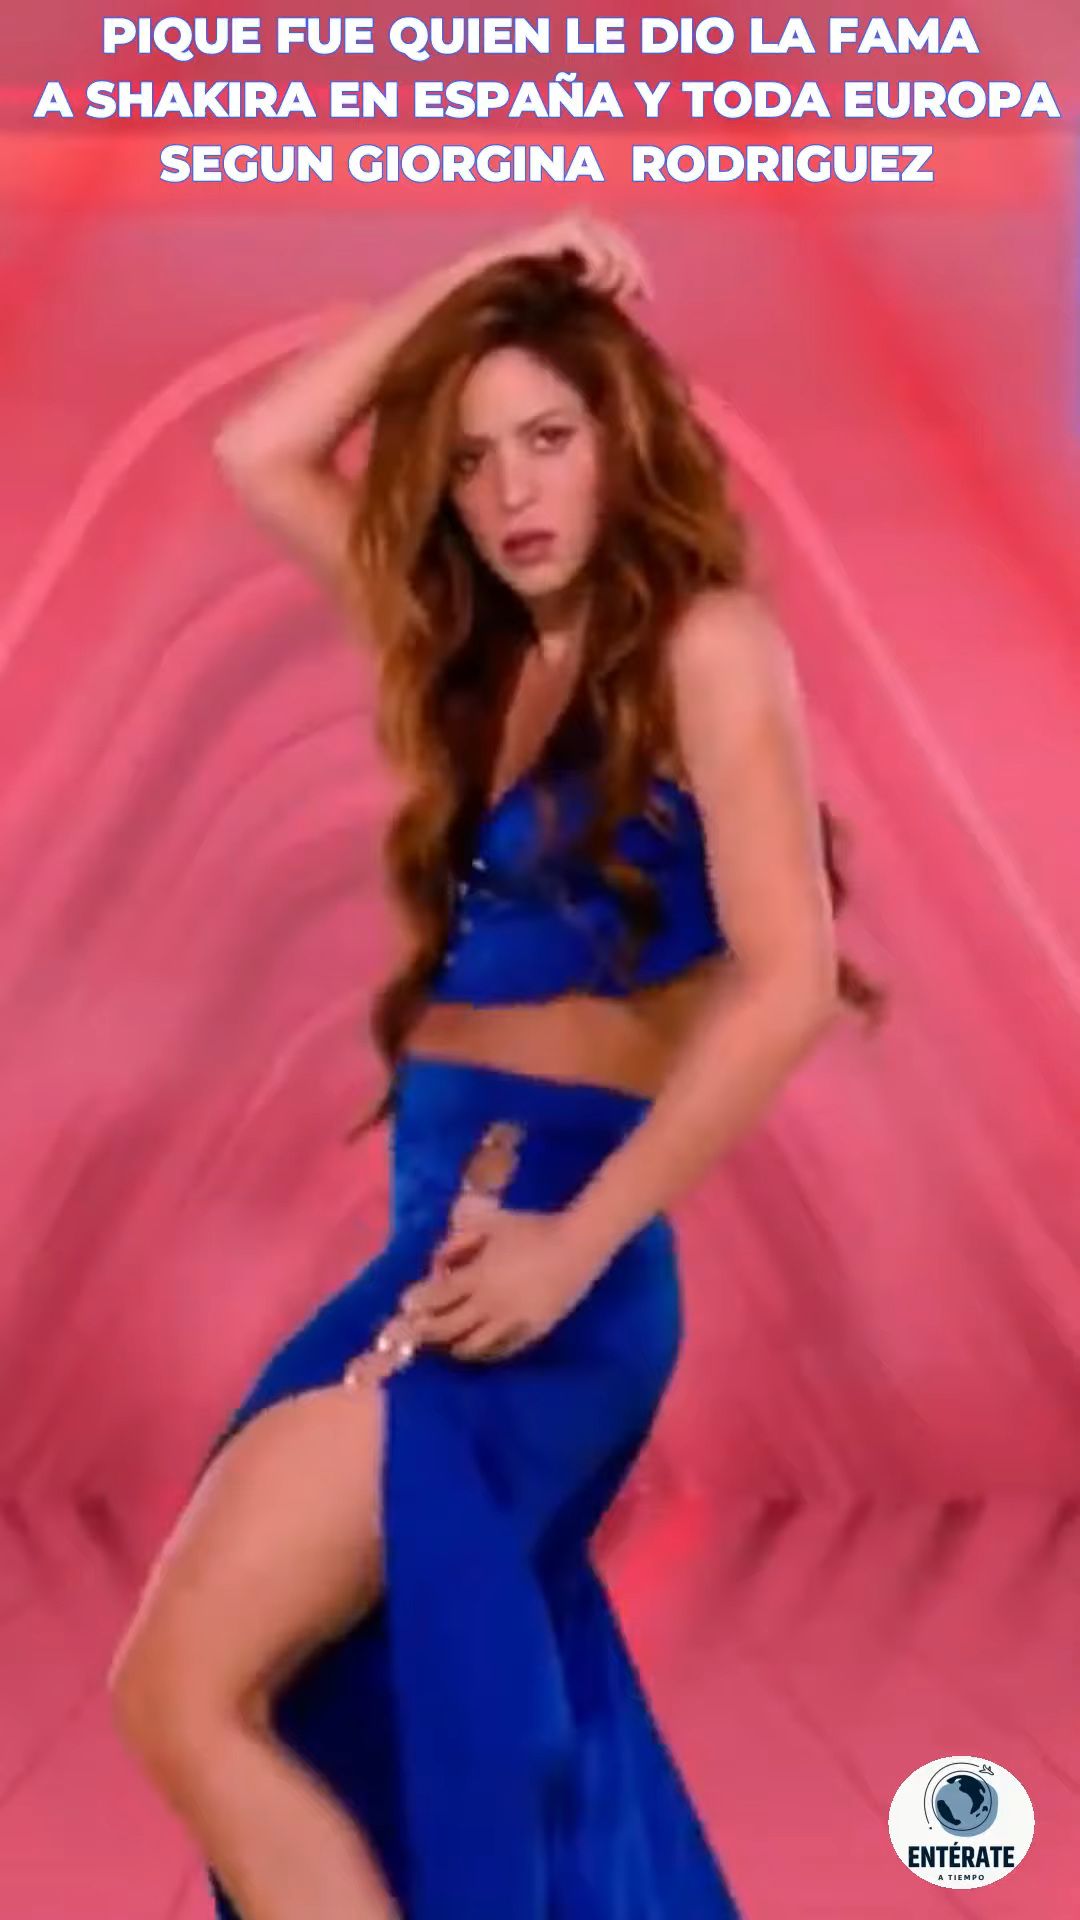 PIQUE FUE QUIEN LE DIO LA FAMA
A SHAKIRA EN ESPAÑA Y TODA EUROPA
SEGUN GIORGINA RODRIGUEZ
ENTÉRATE
A TIEMPO